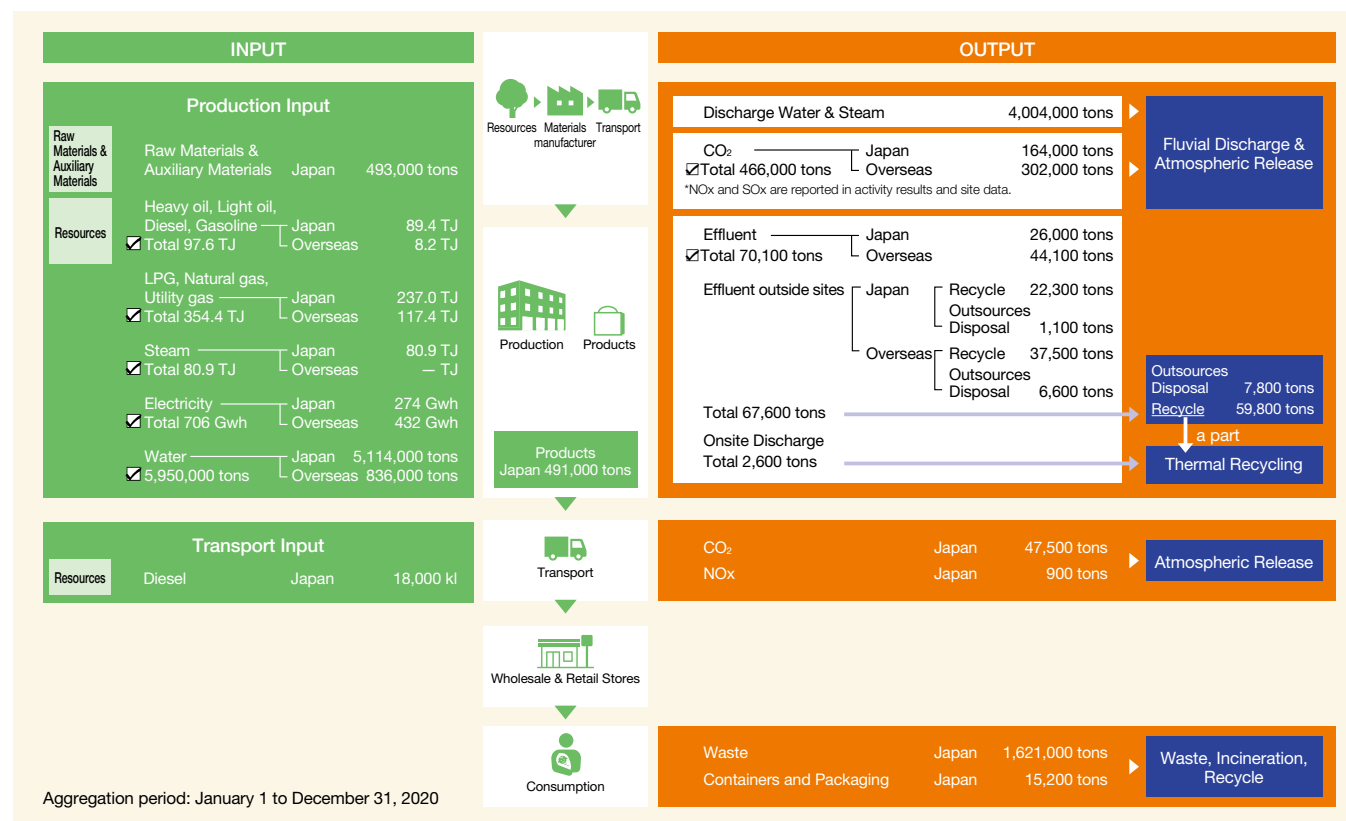 INPUT
Production Input
Raw
Materials &
Auxiliary
Materials
Raw Materials &
Auxiliary Materials Japan 493,000 tons
Resources
Heavy oil, Light oil,
Diesel, Gasoline Japan 89.4 TJ
Total 97.6 TJ Overseas 8.2 TJ
LPG, Natural gas,
Utility gas Japan 237.0 TJ
Total 354.4 TJ Overseas 117.4 TJ
Steam Japan 80.9 TJ
Total 80.9 TJ Overseas — TJ
Electricity Japan 274 Gwh
Total 706 Gwh Overseas 432 Gwh
Water Japan 5,114,000 tons
5,950,000 tons Overseas 836,000 tons
Transport Input
Resources
Diesel Japan 18,000 kl
Resources Materials Transport
manufacturer
Production Products
Products
Japan 491,000 tons
Transport
Wholesale & Retail Stores
Consumption
OUTPUT
Discharge Water & Steam 4,004,000 tons
CO₂ Japan 164,000 tons
Total 466,000 tons Overseas 302,000 tons
*NOx and SOx are reported in activity results and site data.
Fluvial Discharge &
Atmospheric Release
Effluent Japan 26,000 tons
Total 70,100 tons Overseas 44,100 tons
Effluent outside sites Japan Recycle 22,300 tons
Outsources
Disposal 1,100 tons
Overseas Recycle 37,500 tons
Outsources
Disposal 6,600 tons
Total 67,600 tons
Onsite Discharge
Total 2,600 tons
Outsources
Disposal 7,800 tons
Recycle 59,800 tons
a part
Thermal Recycling
CO₂ Japan 47,500 tons
NOx Japan 900 tons
Atmospheric Release
Waste Japan 1,621,000 tons
Containers and Packaging Japan 15,200 tons
Waste, Incineration,
Recycle
Aggregation period: January 1 to December 31, 2020